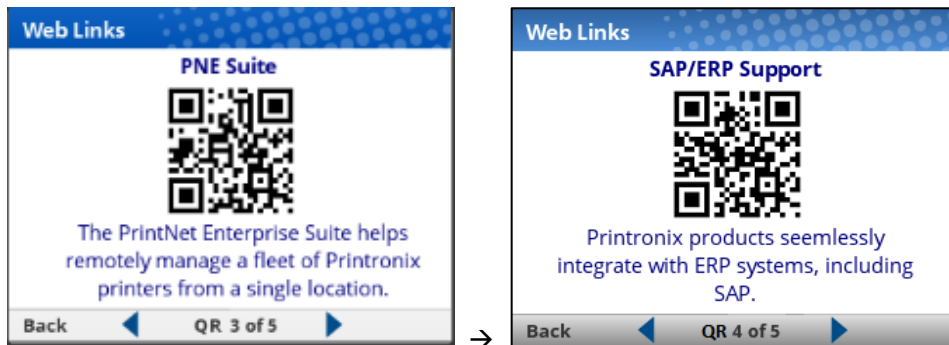 Web Links
PNE Suite
The PrintNet Enterprise Suite helps
remotely manage a fleet of Printronix
printers from a single location.
Back QR 3 of 5
→
Web Links
SAP/ERP Support
Printronix products seemlessly
integrate with ERP systems, including
SAP.
Back QR 4 of 5